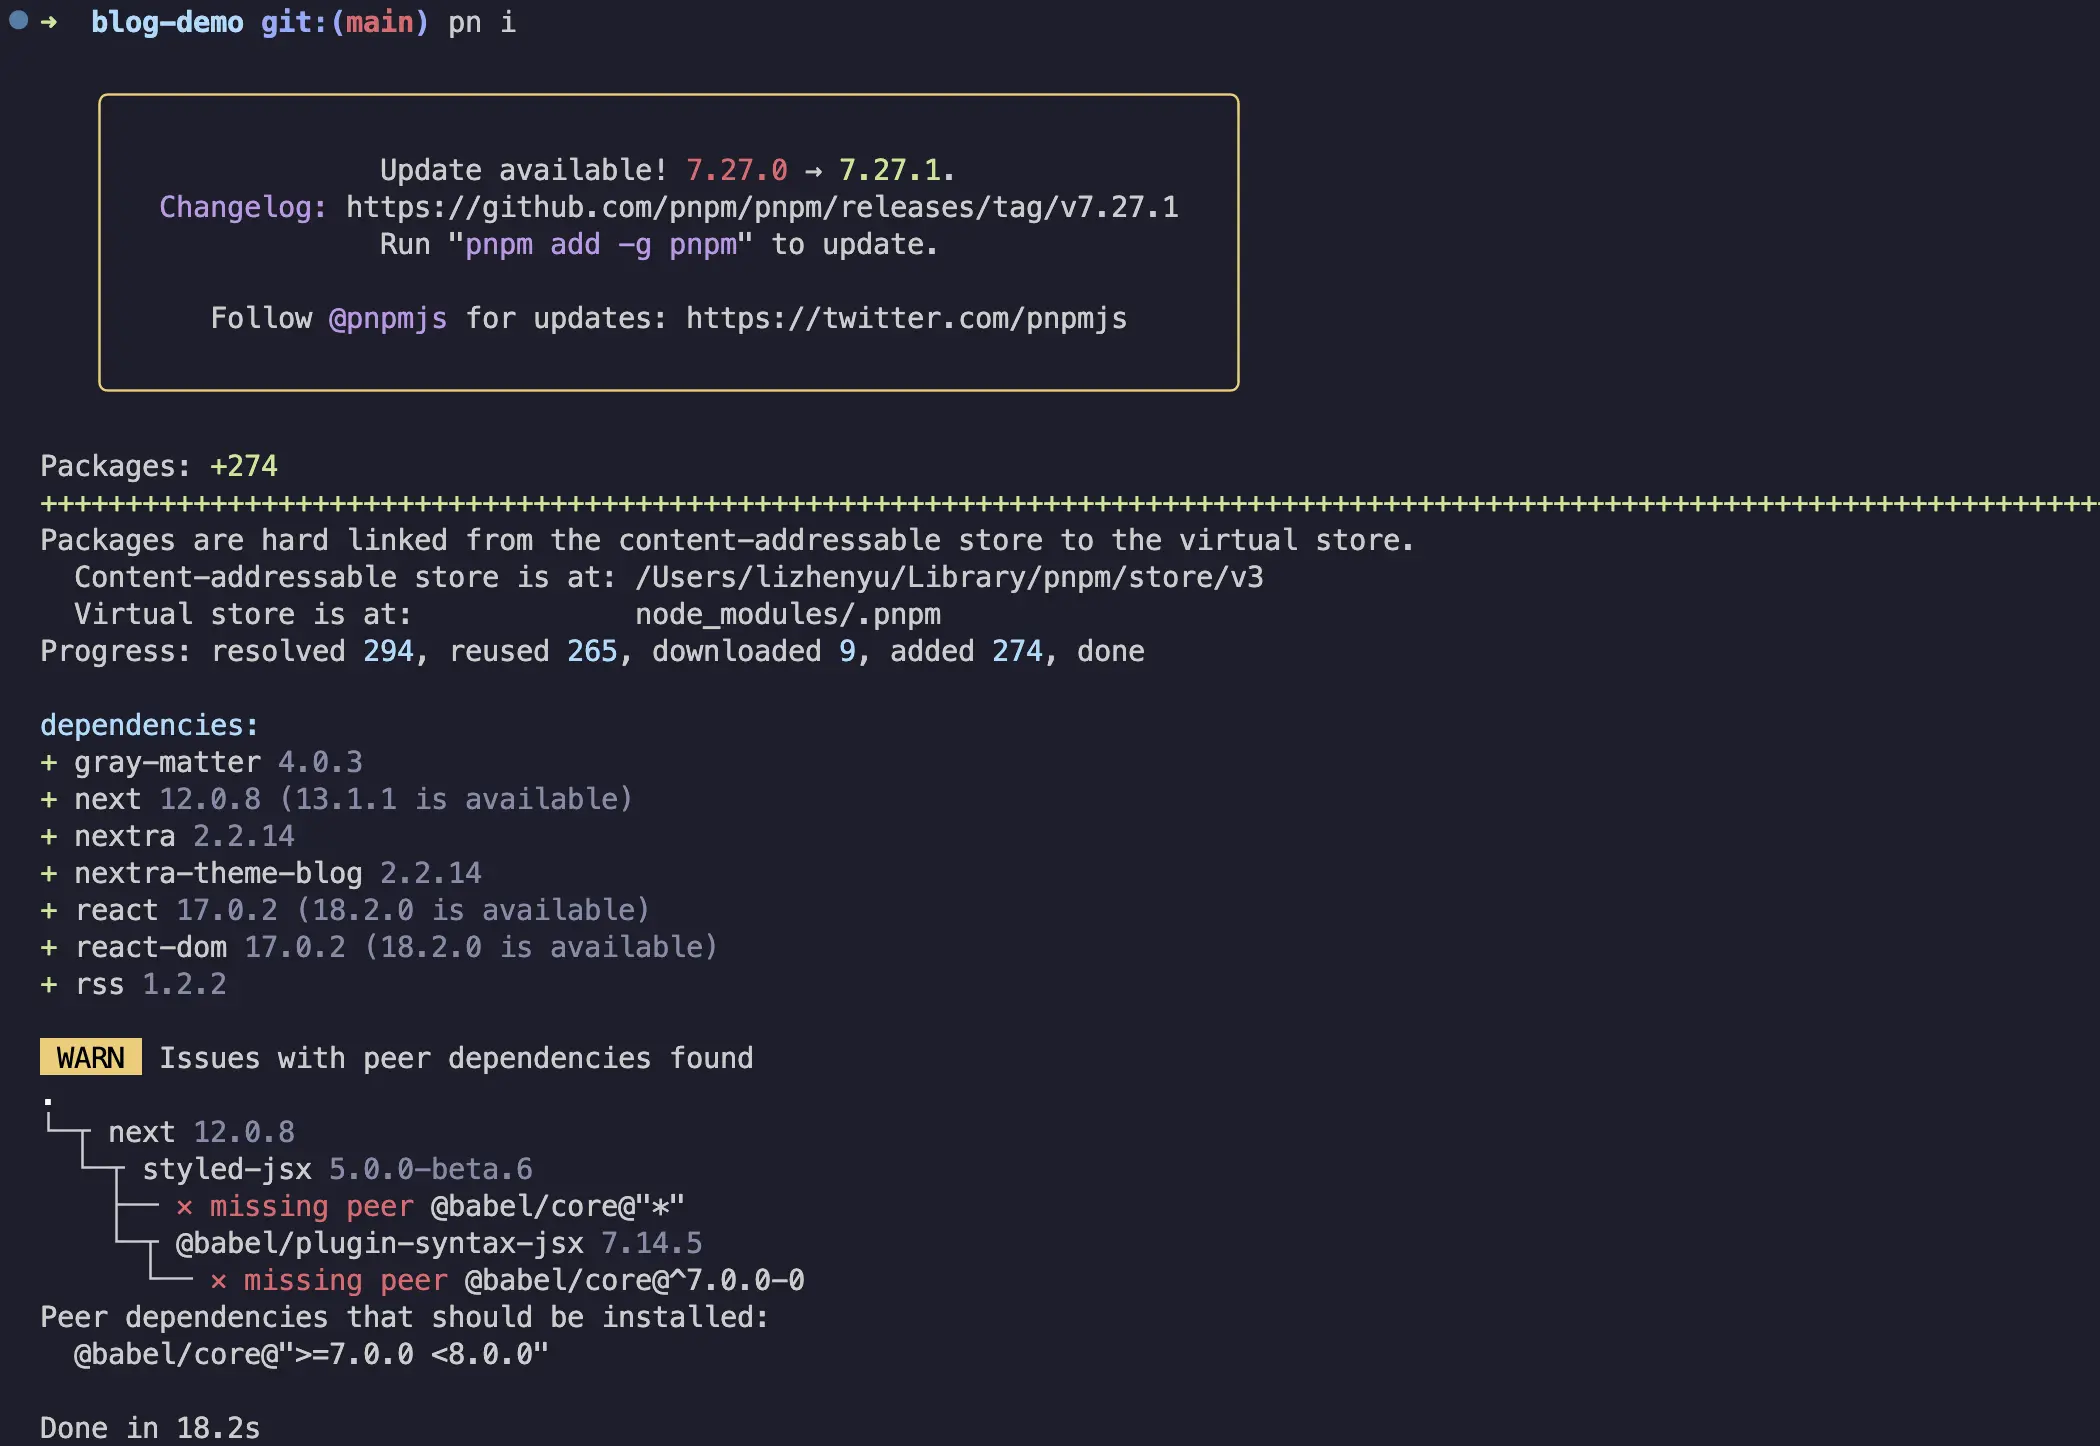 ➜  blog-demo git:(main) pn i
Update available! 7.27.0 → 7.27.1.
Changelog: https://github.com/pnpm/pnpm/releases/tag/v7.27.1
Run "pnpm add -g pnpm" to update.
Follow @pnpmjs for updates: https://twitter.com/pnpmjs
Packages: +274
+++++++++++++++++++++++++++++++++++++++++++++++++++++++++++++++++++++++++++++++++++++++++++++++++++++++++++++++++++++++++
Packages are hard linked from the content-addressable store to the virtual store.
Content-addressable store is at: /Users/lizhenyu/Library/pnpm/store/v3
Virtual store is at:             node_modules/.pnpm
Progress: resolved 294, reused 265, downloaded 9, added 274, done
dependencies:
+ gray-matter 4.0.3
+ next 12.0.8 (13.1.1 is available)
+ nextra 2.2.14
+ nextra-theme-blog 2.2.14
+ react 17.0.2 (18.2.0 is available)
+ react-dom 17.0.2 (18.2.0 is available)
+ rss 1.2.2
WARN Issues with peer dependencies found
.
└─┬ next 12.0.8
└─┬ styled-jsx 5.0.0-beta.6
├── ✕ missing peer @babel/core@"*"
└─┬ @babel/plugin-syntax-jsx 7.14.5
└── ✕ missing peer @babel/core@^7.0.0-0
Peer dependencies that should be installed:
@babel/core@">=7.0.0 <8.0.0"
Done in 18.2s